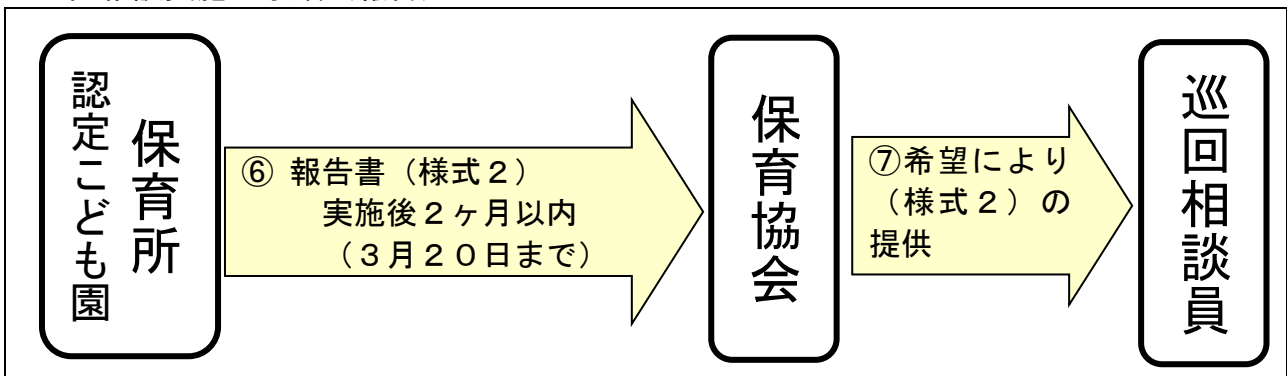 保育所
認定こども園
⑥ 報告書（様式２）
実施後２ヶ月以内
（３月２０日まで）
保育協会
⑦希望により
（様式２）の
提供
巡回相談員